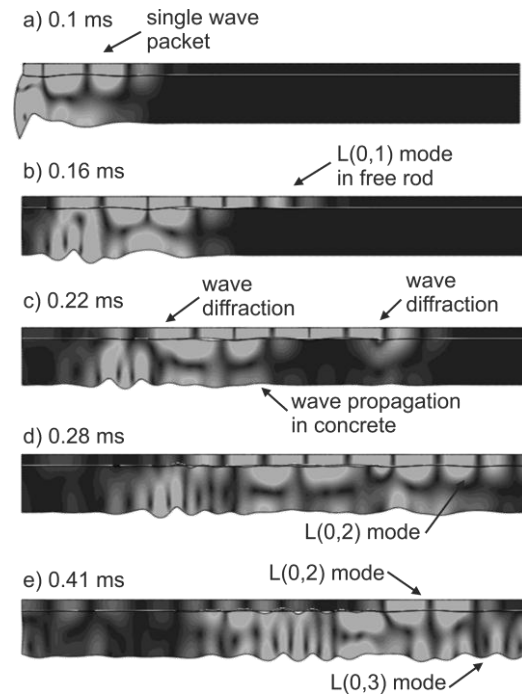 a) 0.1 ms
single wave
packet
b) 0.16 ms
L(0,1) mode
in free rod
c) 0.22 ms
wave
diffraction
wave
diffraction
wave propagation
in concrete
d) 0.28 ms
L(0,2) mode
e) 0.41 ms
L(0,2) mode
L(0,3) mode